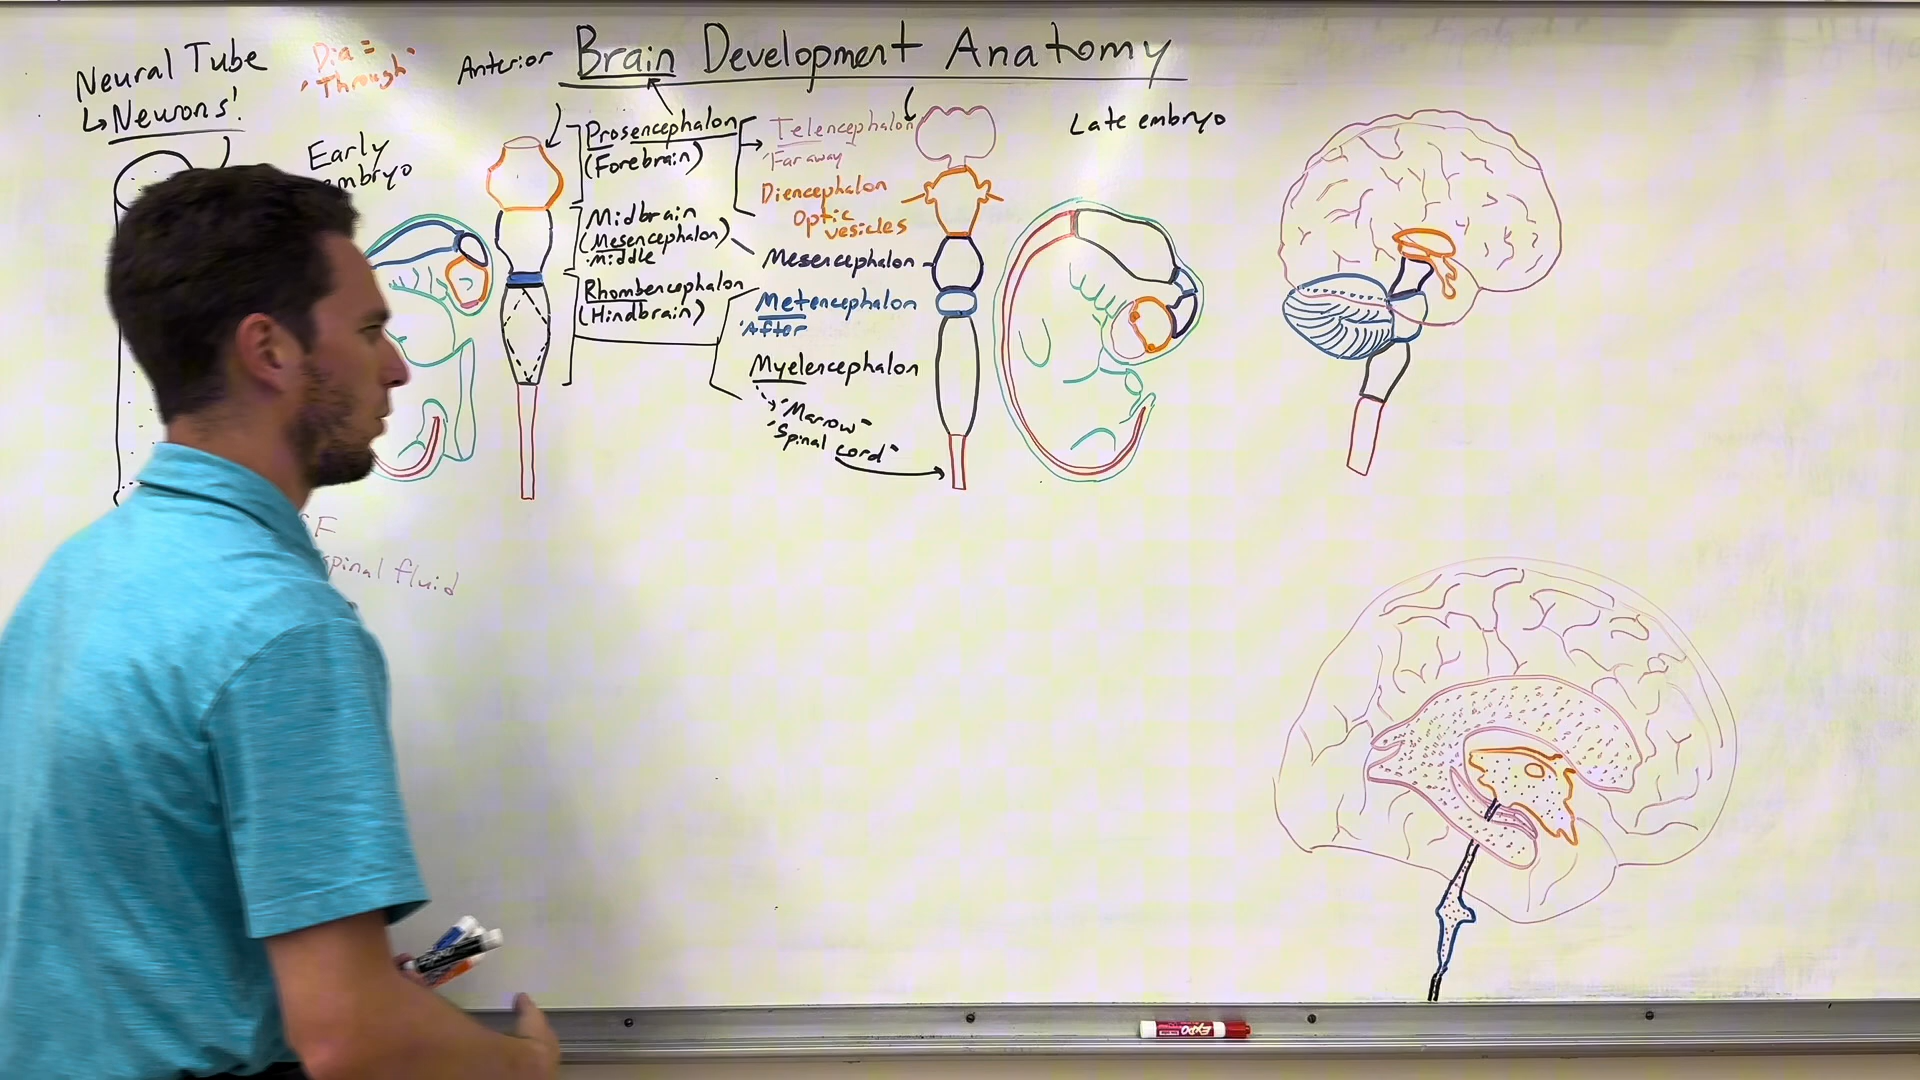 Brain Development Anatomy
Neural Tube
↳ Newrons!
Dia =
"Through"
Anterior
Early
embryo
Prosencephalon
(Forebrain)
Midbrain
(Mesencephalon)
Middle
Rhombencephalon
(Hindbrain)
Telencephalon
"Far away
Diencephalon
Optic
vesicles
Mesencephalon
Metencephalon
"After
Myelencephalon
"Marrow"
"Spinal cord"
Late embryo
F
spinal fluid
EXPO